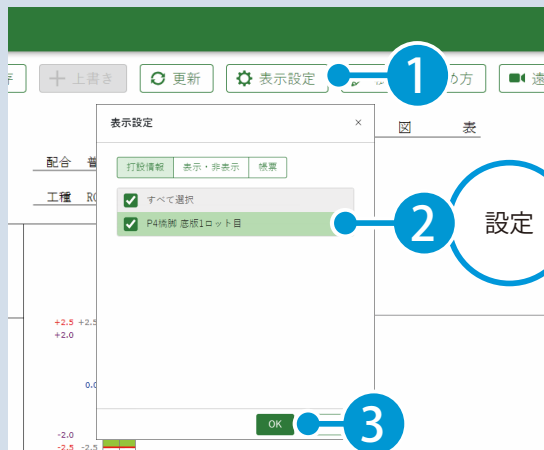 存 上書き 更新 表示設定 1 め方 遠
表示設定 ×
図 表
配合 普
打設情報 表示・非表示 帳票
工種 RC
すべて選択
P4橋脚 底版1ロット目 2 設定
+2.5 +2.5
+2.0
0.0
-2.0
-2.5 -2.5
OK 3